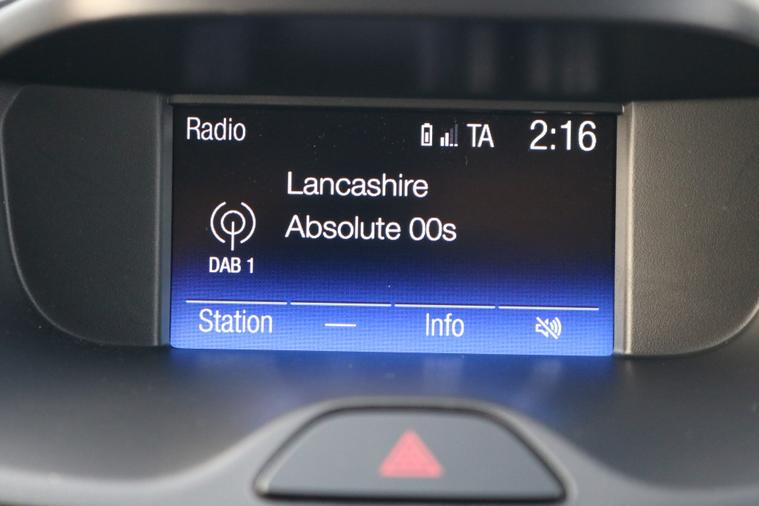 Radio TA 2:16
Lancashire
Absolute 00s
DAB 1
Station — Info